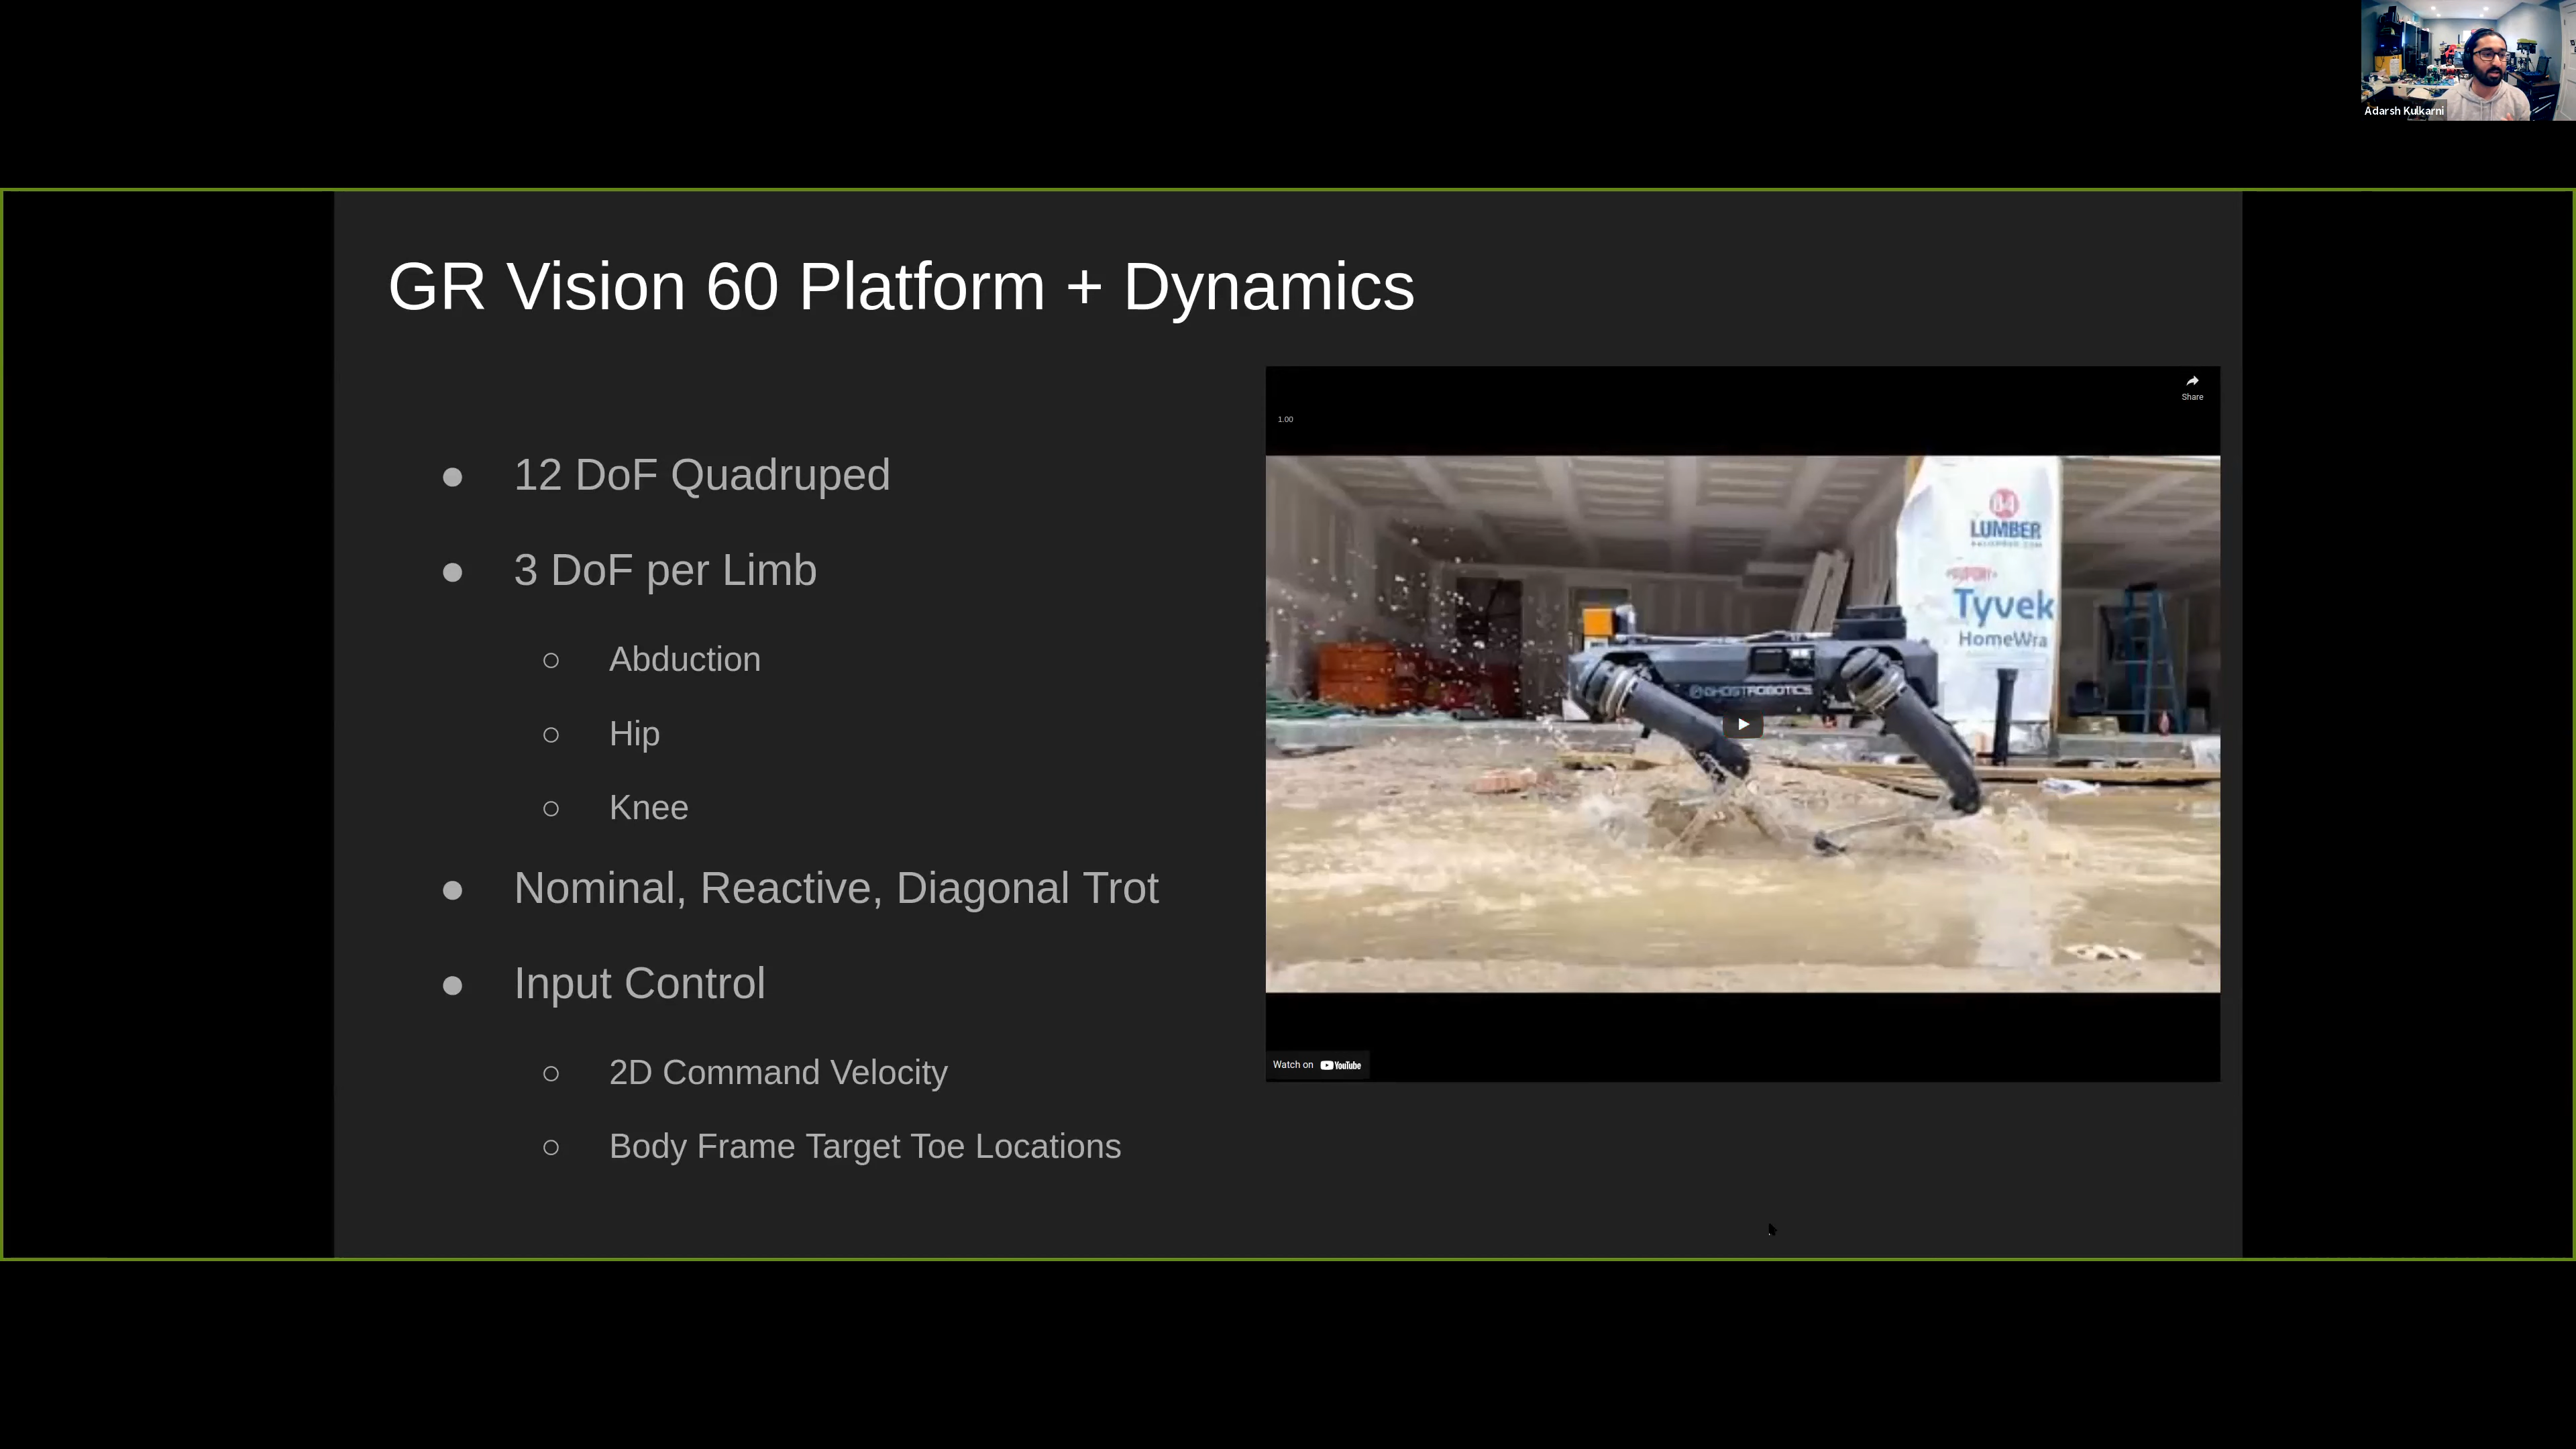 Adarsh Kulkarni
GR Vision 60 Platform + Dynamics
● 12 DoF Quadruped
● 3 DoF per Limb
○ Abduction
○ Hip
○ Knee
● Nominal, Reactive, Diagonal Trot
● Input Control
○ 2D Command Velocity
○ Body Frame Target Toe Locations
Share
1.00
84
LUMBER
Tyvek
HomeWra
GHOSTROBOTICS
Watch on YouTube